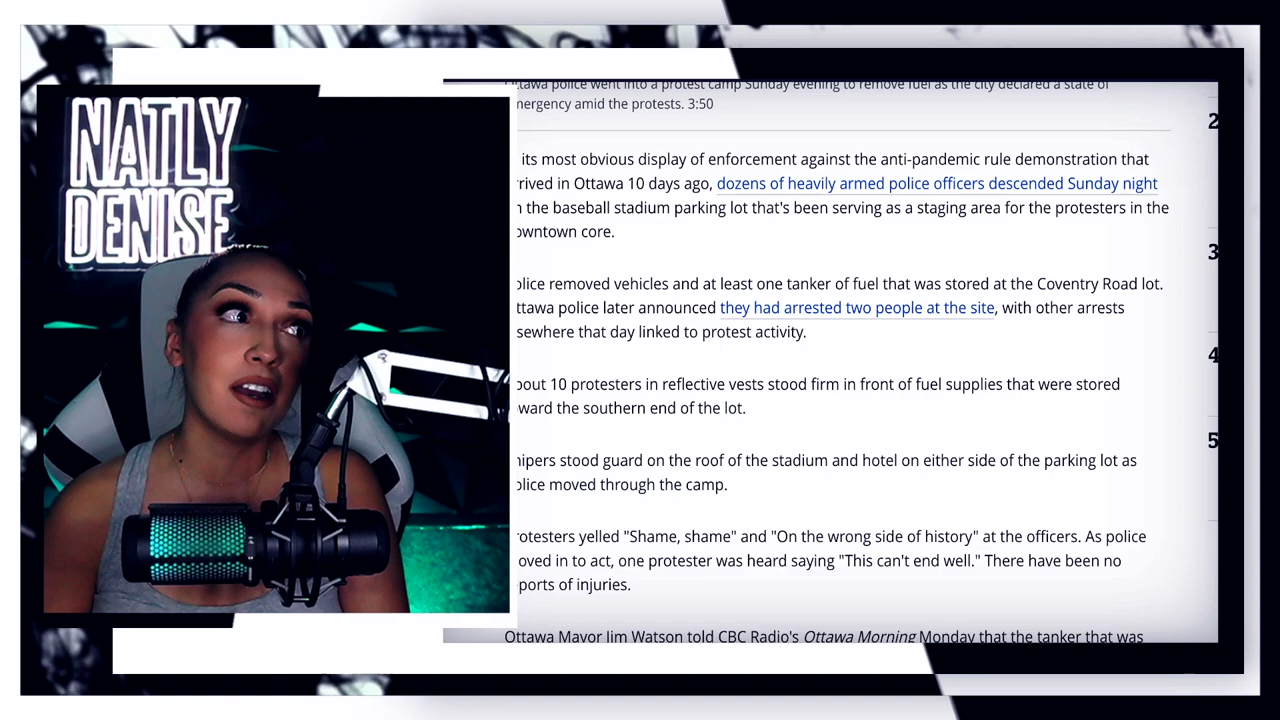 NATLY
DENISE
Ottawa police went into a protest camp Sunday evening to remove fuel as the city declared a state of
mergency amid the protests. 3:50
its most obvious display of enforcement against the anti-pandemic rule demonstration that
rrived in Ottawa 10 days ago, dozens of heavily armed police officers descended Sunday night
n the baseball stadium parking lot that's been serving as a staging area for the protesters in the
owntown core.
olice removed vehicles and at least one tanker of fuel that was stored at the Coventry Road lot.
ttawa police later announced they had arrested two people at the site, with other arrests
sewhere that day linked to protest activity.
bout 10 protesters in reflective vests stood firm in front of fuel supplies that were stored
ward the southern end of the lot.
nipers stood guard on the roof of the stadium and hotel on either side of the parking lot as
olice moved through the camp.
rotesters yelled "Shame, shame" and "On the wrong side of history" at the officers. As police
oved in to act, one protester was heard saying "This can't end well." There have been no
ports of injuries.
Ottawa Mayor Jim Watson told CBC Radio's Ottawa Morning Monday that the tanker that was
2
3
4
5